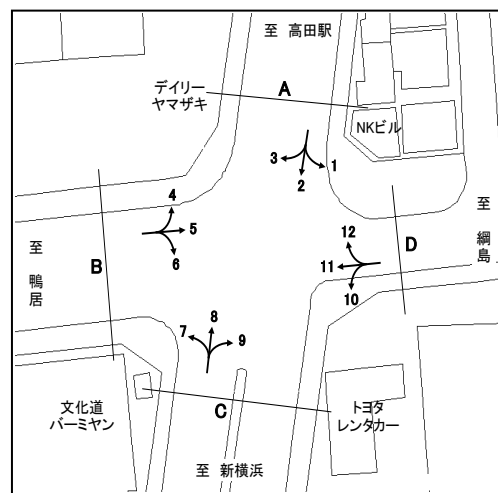 至 高田駅
デイリー
ヤマザキ
A
NKビル
3
2
1
4
5
6
至
鴨居
B
12
11
10
D
至
綱島
7
8
9
文化道
バーミヤン
C
トヨタ
レンタカー
至 新横浜